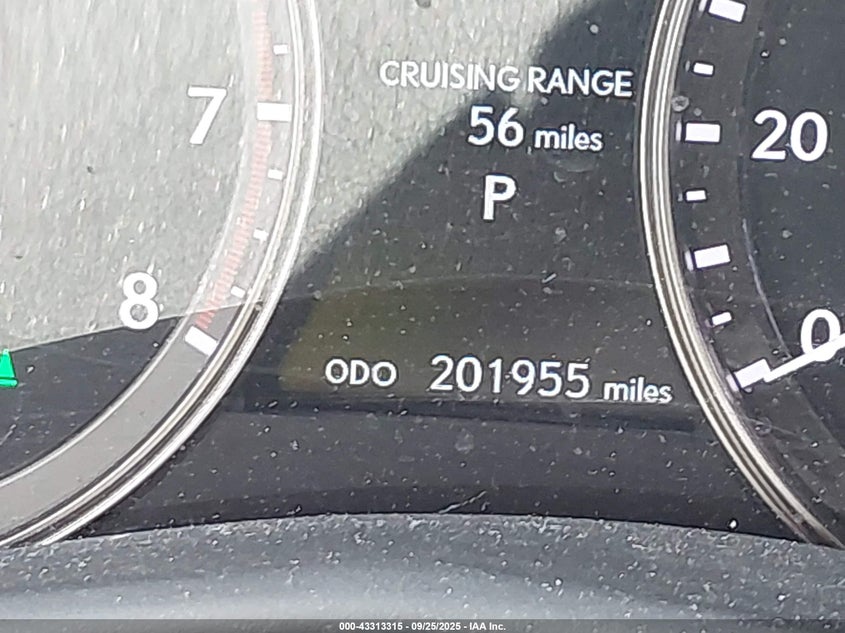 CRUISING RANGE
56 miles
P
7
8
20
0
ODO 201955 miles
000-43313315 - 09/25/2025 - IAA Inc.